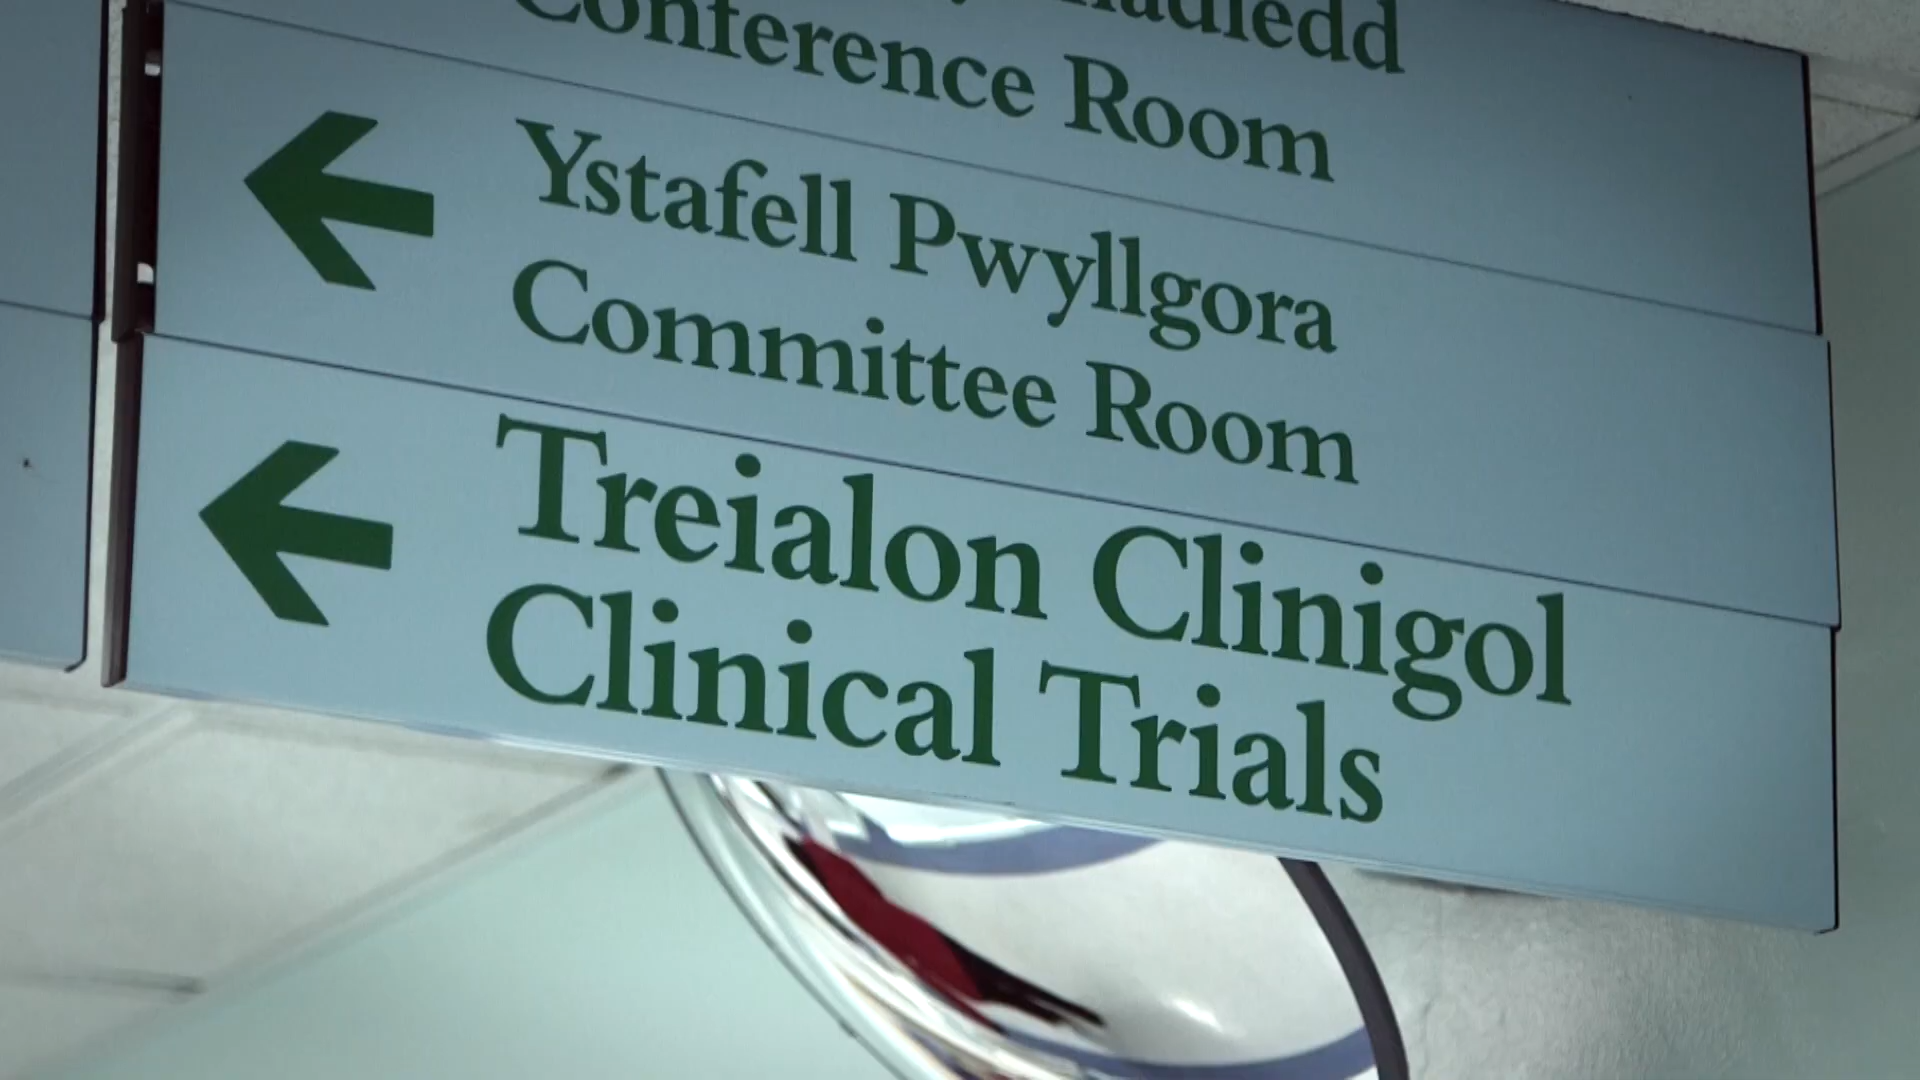 Conference Room
Ystafell Pwyllgora
Committee Room
Treialon Clinigol
Clinical Trials